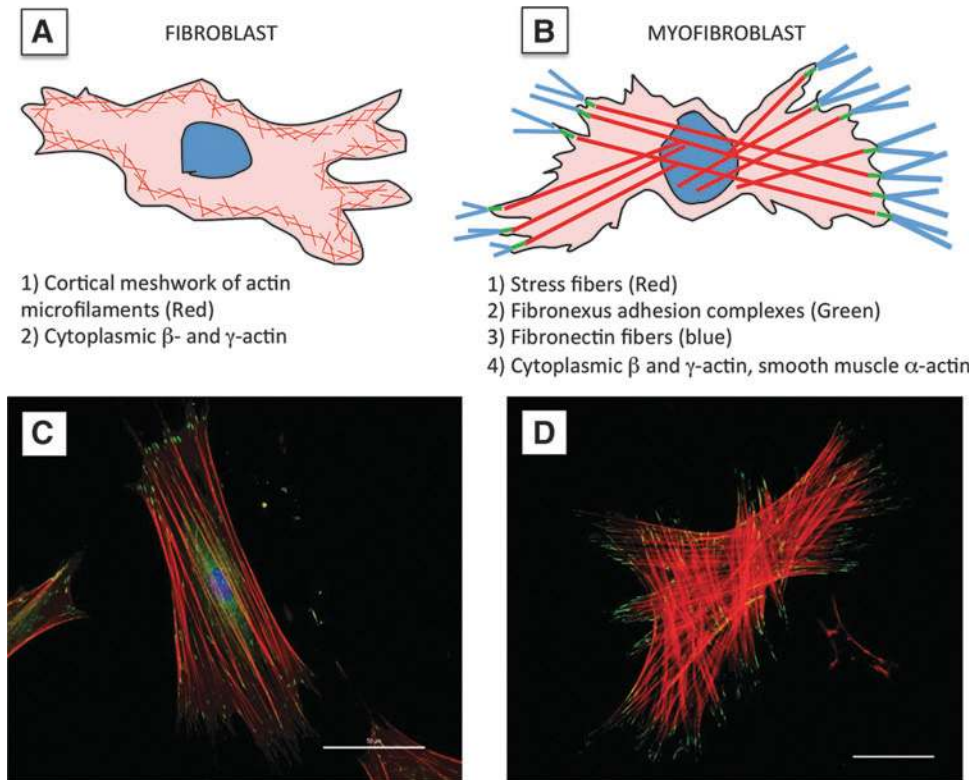 A
FIBROBLAST
1) Cortical meshwork of actin
microfilaments (Red)
2) Cytoplasmic β- and γ-actin
B
MYOFIBROBLAST
1) Stress fibers (Red)
2) Fibronexus adhesion complexes (Green)
3) Fibronectin fibers (blue)
4) Cytoplasmic β and γ-actin, smooth muscle α-actin
C
D